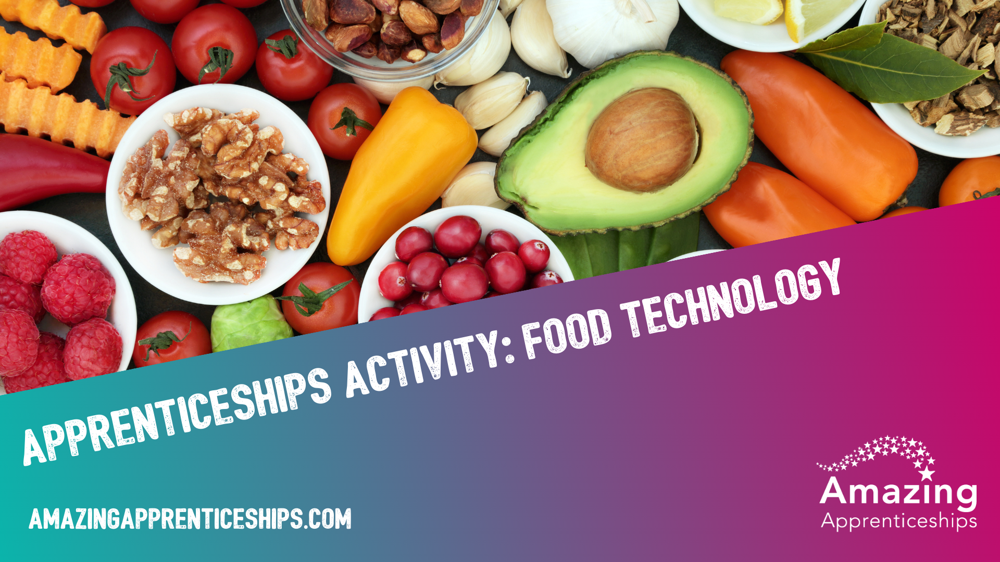 APPRENTICESHIPS ACTIVITY: FOOD TECHNOLOGY
AMAZINGAPPRENTICESHIPS.COM
Amazing
Apprenticeships